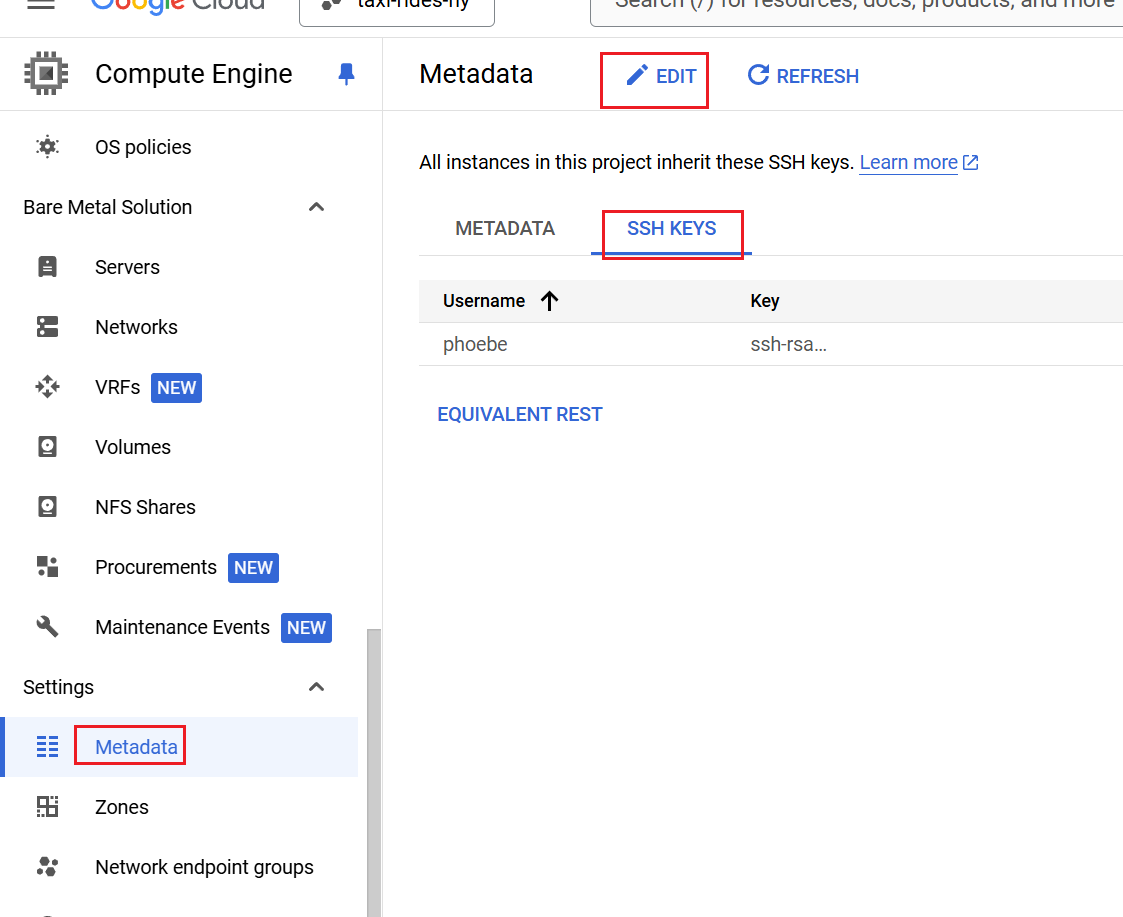 Google Cloud
taxi-rides-ny
Search (/) for resources, docs, products, and more
Compute Engine
Metadata
EDIT
REFRESH
OS policies
All instances in this project inherit these SSH keys. Learn more
Bare Metal Solution
METADATA
SSH KEYS
Servers
Username
Key
Networks
phoebe
ssh-rsa…
VRFs NEW
EQUIVALENT REST
Volumes
NFS Shares
Procurements NEW
Maintenance Events NEW
Settings
Metadata
Zones
Network endpoint groups